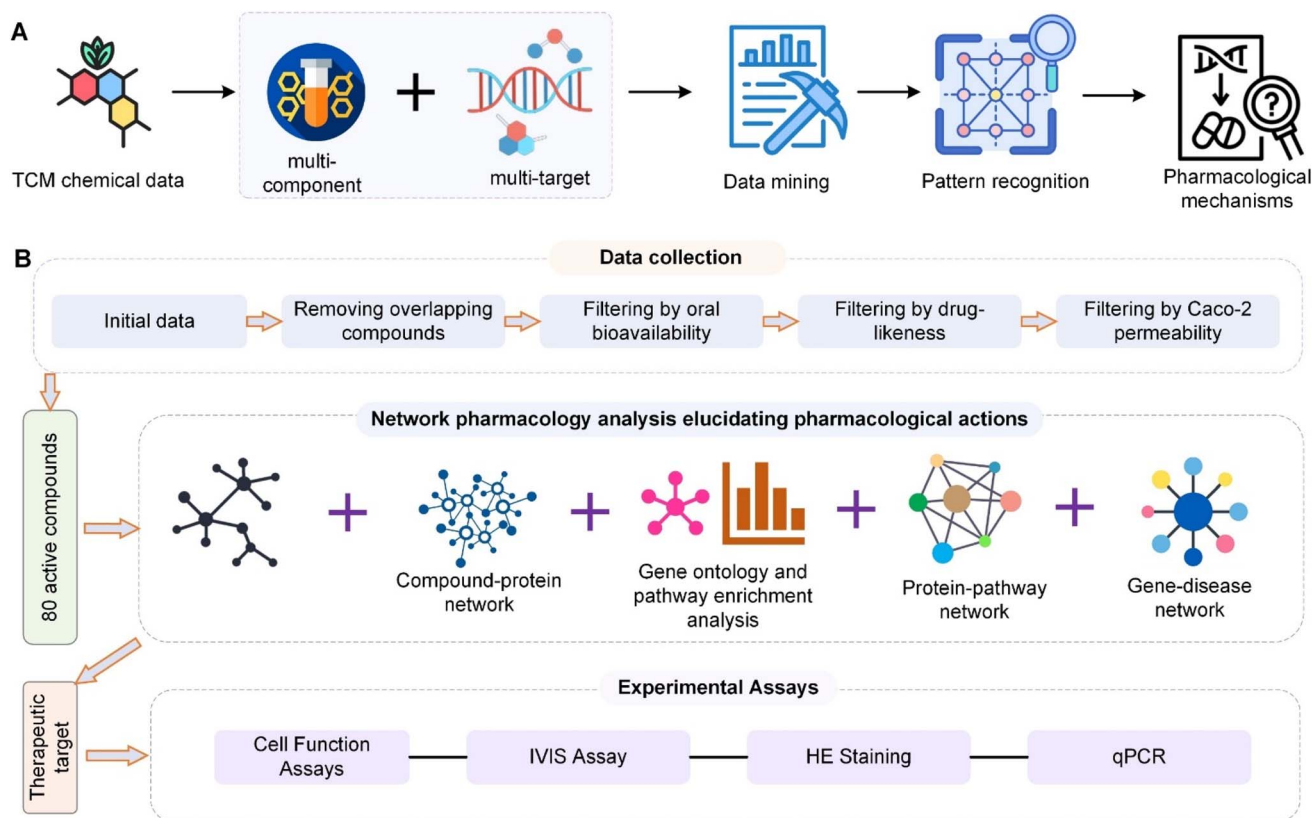 A
TCM chemical data
multi-
component
multi-target
Data mining
Pattern recognition
?
Pharmacological
mechanisms
B
Data collection
Initial data
Removing overlapping
compounds
Filtering by oral
bioavailability
Filtering by drug-
likeness
Filtering by Caco-2
permeability
80 active compounds
Network pharmacology analysis elucidating pharmacological actions
Compound-protein
network
Gene ontology and
pathway enrichment
analysis
Protein-pathway
network
Gene-disease
network
Therapeutic
target
Experimental Assays
Cell Function
Assays
IVIS Assay
HE Staining
qPCR